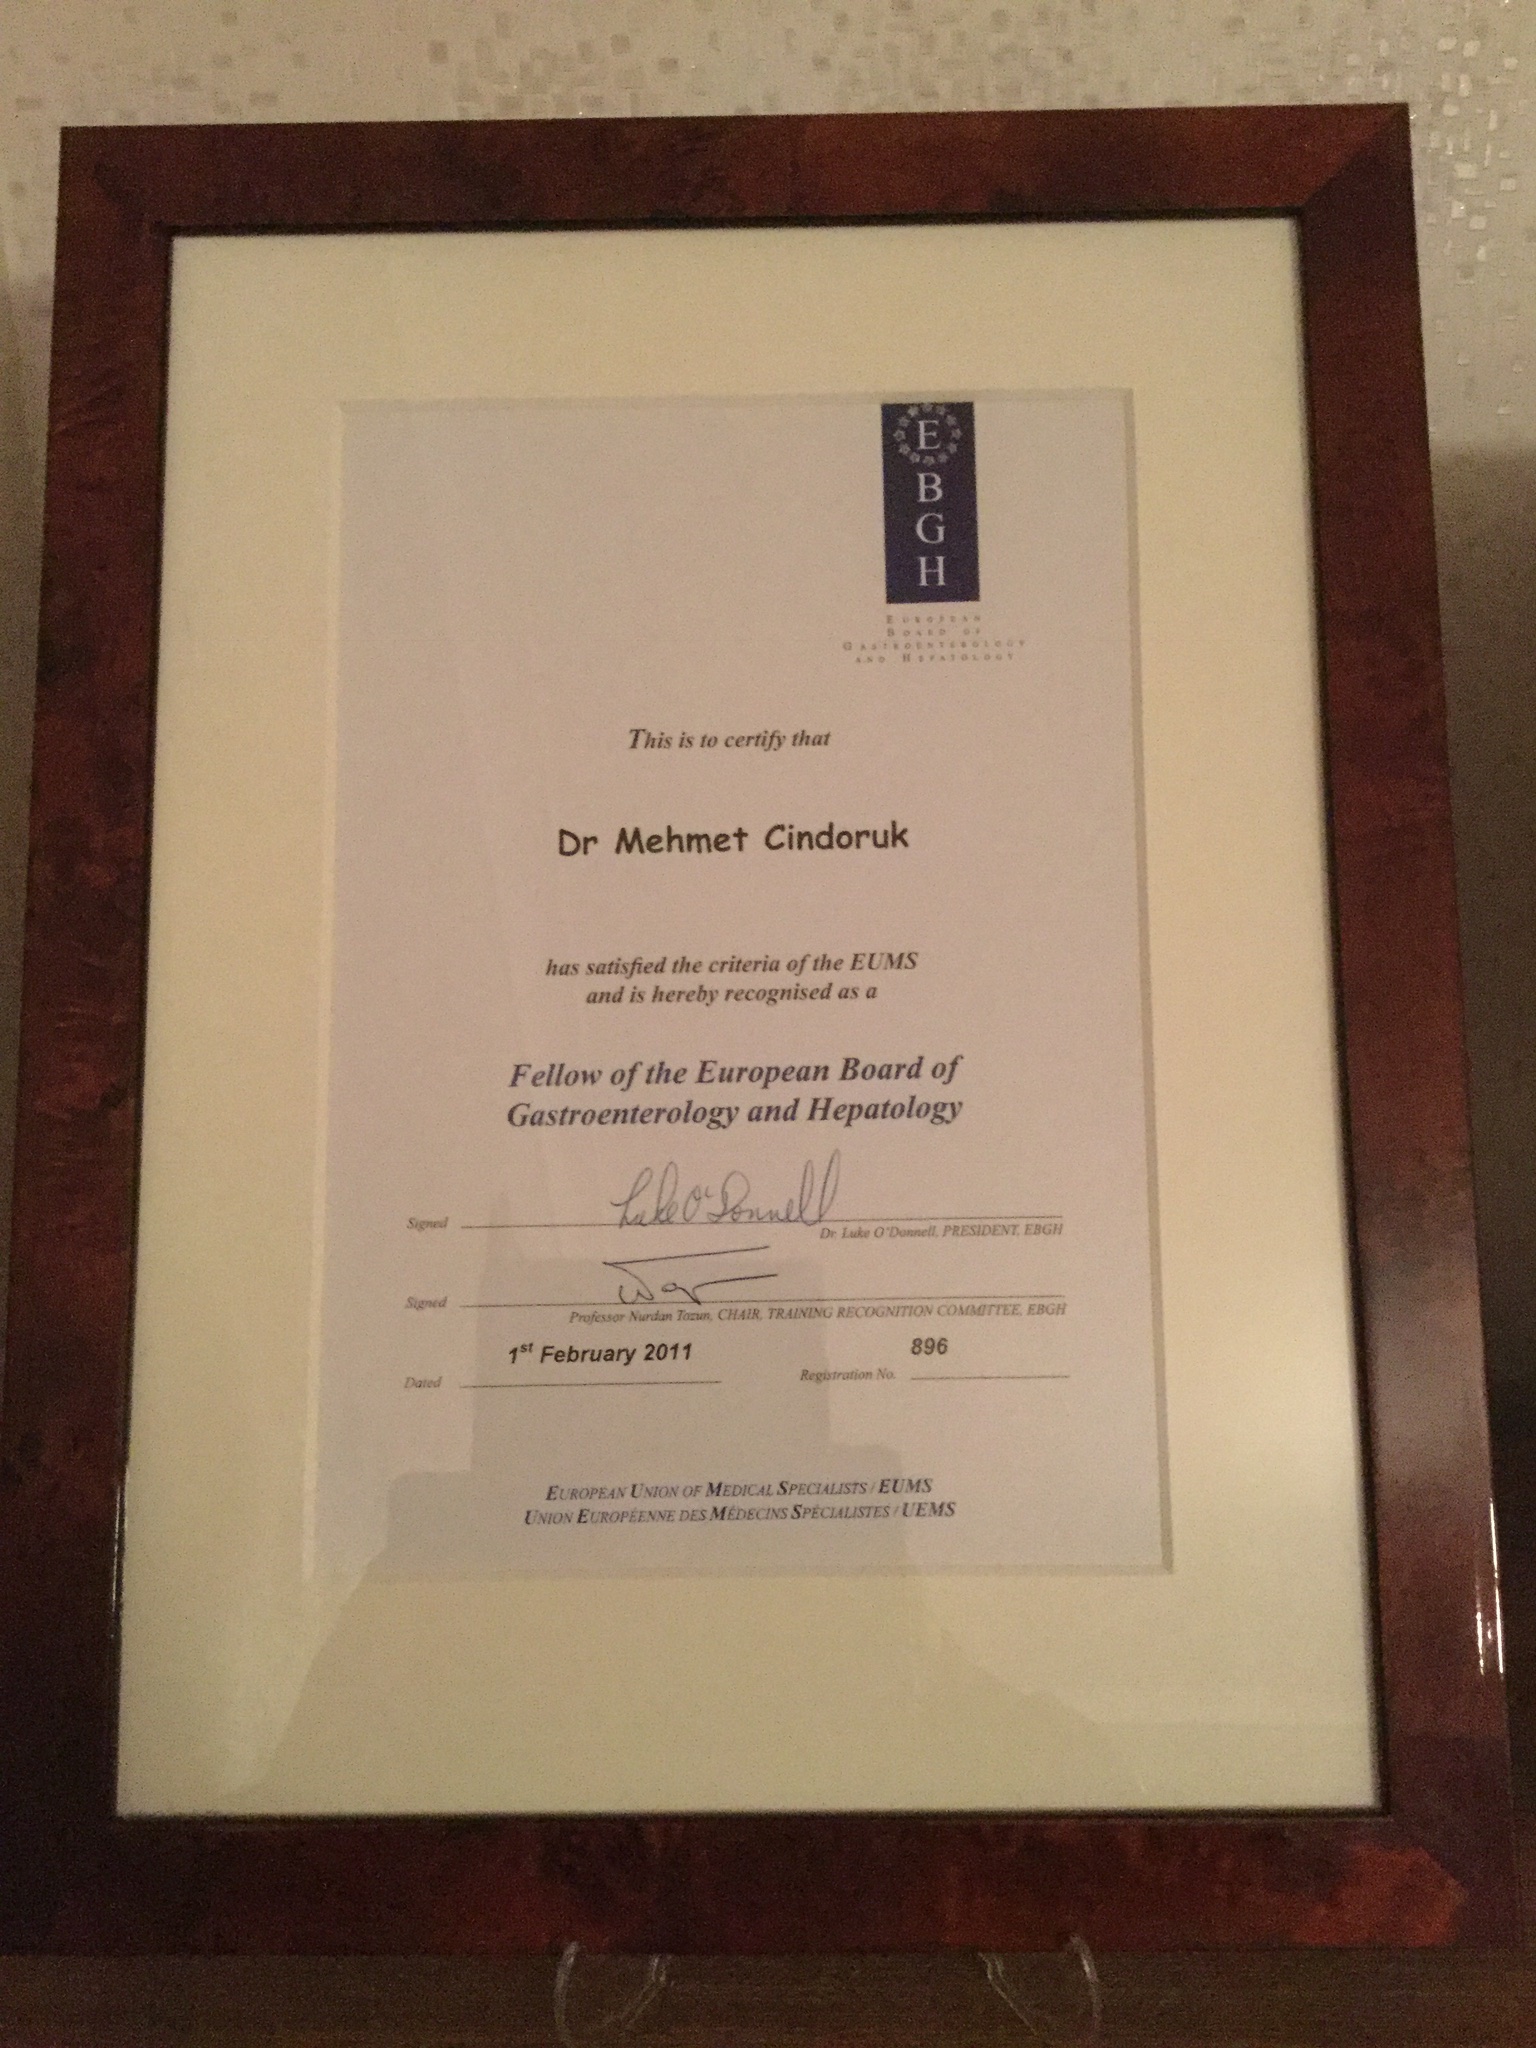 E
B
G
H
EUROPEAN
BOARD OF
GASTROENTEROLOGY
AND HEPATOLOGY
This is to certify that
Dr Mehmet Cindoruk
has satisfied the criteria of the EUMS
and is hereby recognised as a
Fellow of the European Board of
Gastroenterology and Hepatology
Signed Luke O'Donnell
Dr. Luke O'Donnell, PRESIDENT, EBGH
Signed
Professor Nurdan Tozun, CHAIR, TRAINING RECOGNITION COMMITTEE, EBGH
1st February 2011 896
Dated Registration No.
EUROPEAN UNION OF MEDICAL SPECIALISTS / EUMS
UNION EUROPÉENNE DES MÉDECINS SPÉCIALISTES / UEMS